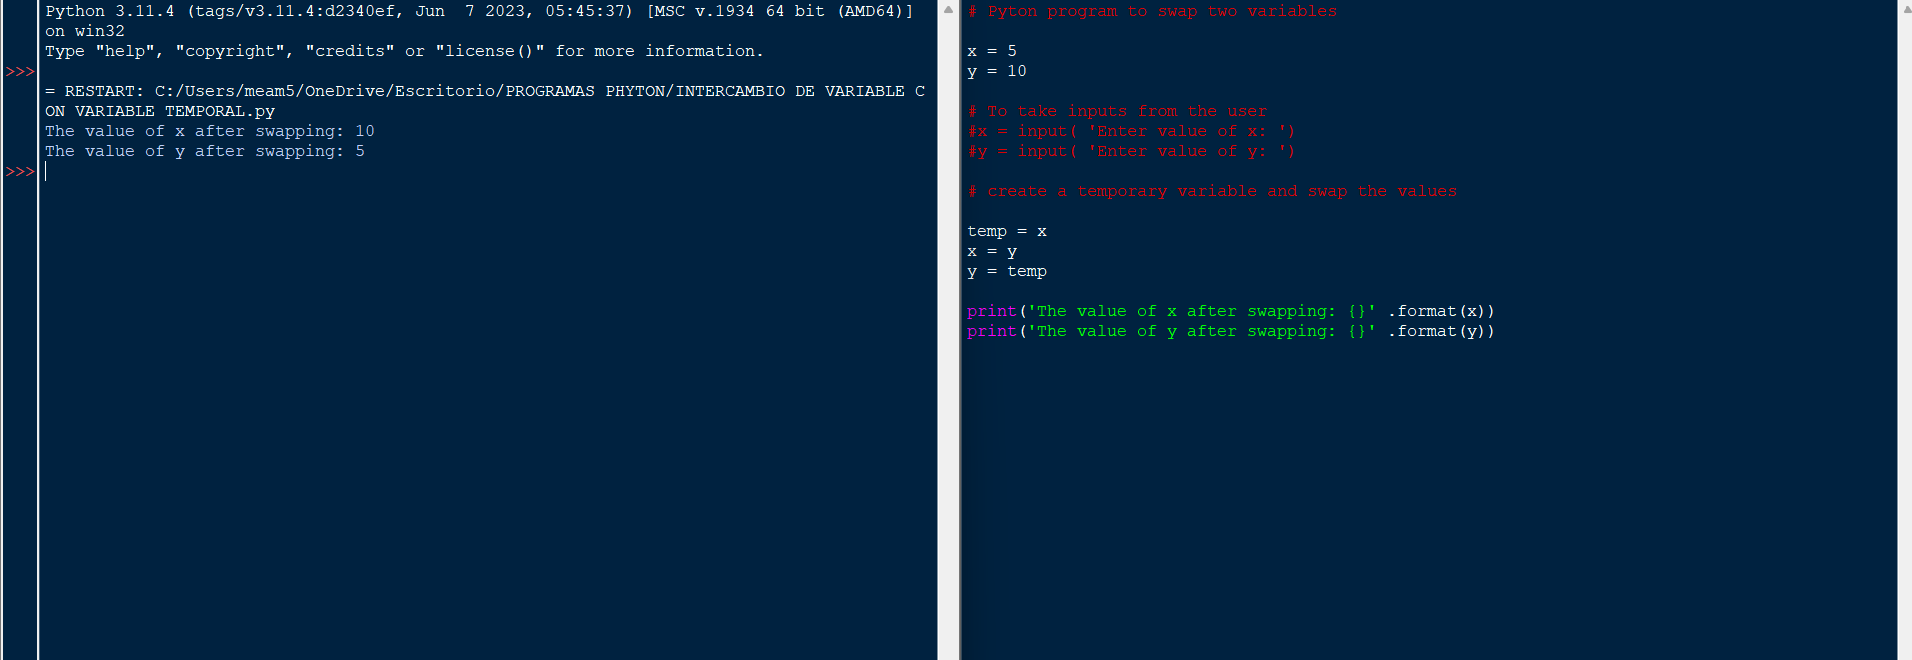 Python 3.11.4 (tags/v3.11.4:d2340ef, Jun  7 2023, 05:45:37) [MSC v.1934 64 bit (AMD64)]
on win32
Type "help", "copyright", "credits" or "license()" for more information.
>>>
= RESTART: C:/Users/meam5/OneDrive/Escritorio/PROGRAMAS PHYTON/INTERCAMBIO DE VARIABLE C
ON VARIABLE TEMPORAL.py
The value of x after swapping: 10
The value of y after swapping: 5
>>>
# Pyton program to swap two variables

x = 5
y = 10

# To take inputs from the user
#x = input( 'Enter value of x: ')
#y = input( 'Enter value of y: ')

# create a temporary variable and swap the values

temp = x
x = y
y = temp

print('The value of x after swapping: {}' .format(x))
print('The value of y after swapping: {}' .format(y))